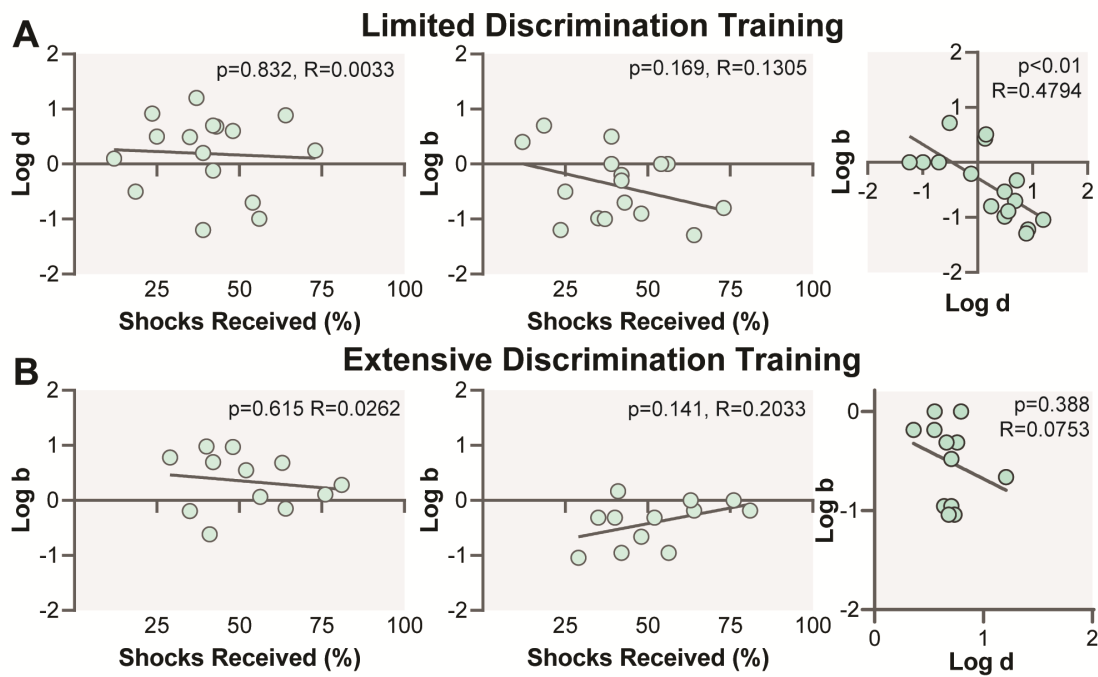 A
Limited Discrimination Training
p=0.832, R=0.0033
2
1
0
-1
-2
Log d
25 50 75 100
Shocks Received (%)
p=0.169, R=0.1305
2
1
0
-1
-2
Log b
25 50 75 100
Shocks Received (%)
p<0.01
R=0.4794
2
1
-1
-2
Log b
-2 -1 1 2
Log d
B
Extensive Discrimination Training
p=0.615 R=0.0262
2
1
0
-1
-2
Log b
25 50 75 100
Shocks Received (%)
p=0.141, R=0.2033
2
1
0
-1
-2
Log b
25 50 75 100
Shocks Received (%)
p=0.388
R=0.0753
0
-1
-2
Log b
0 1 2
Log d